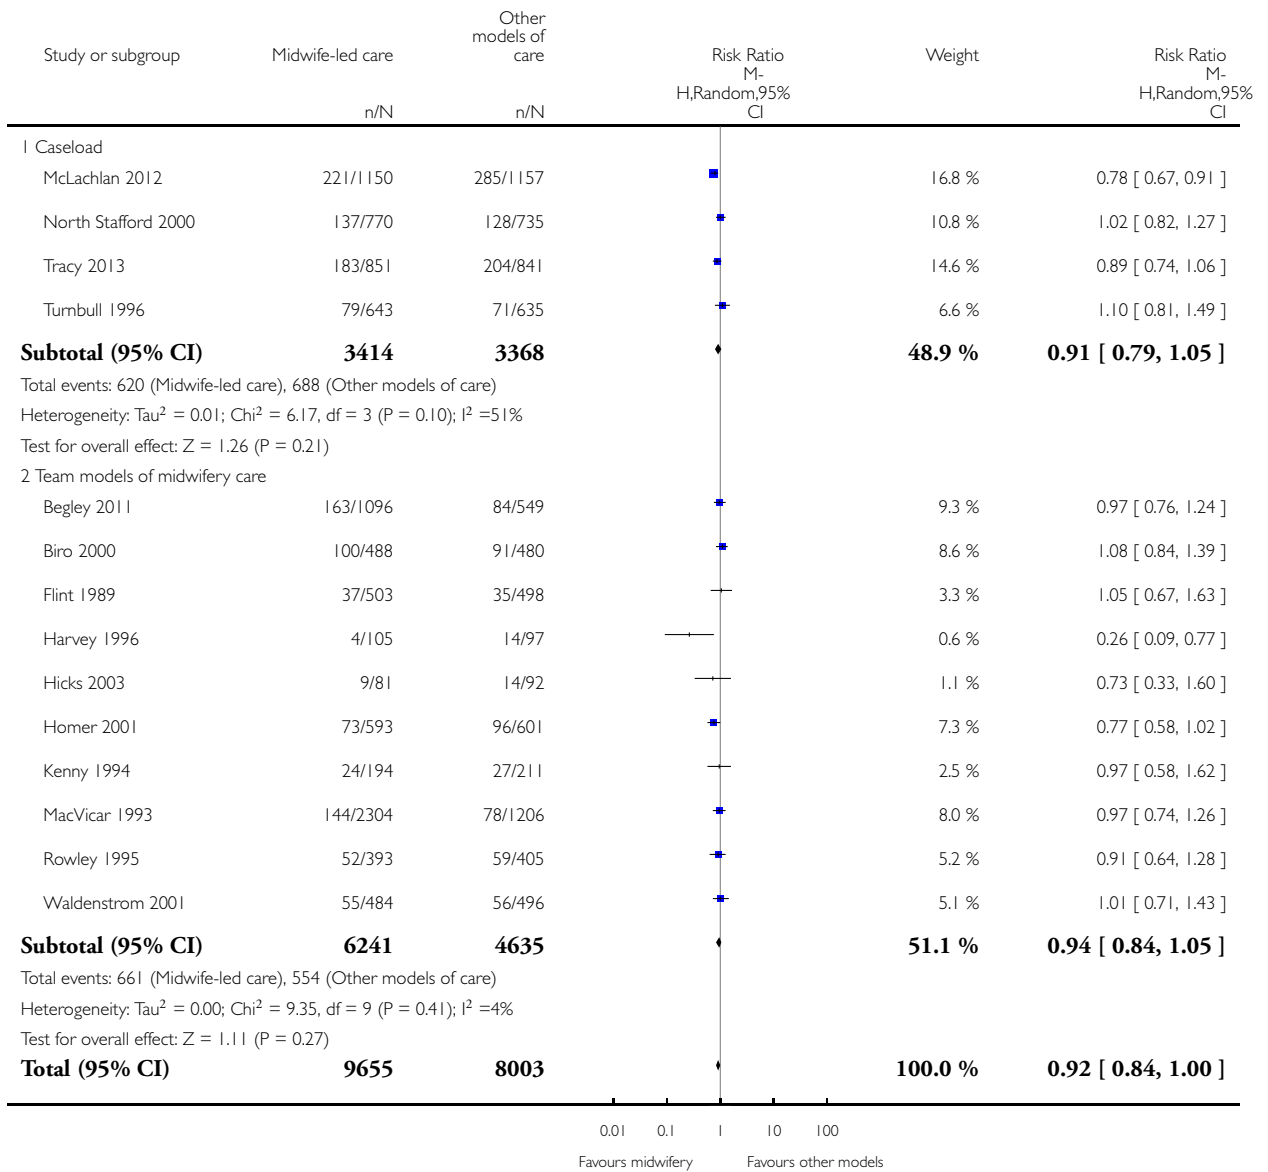 Study or subgroup Midwife-led care Other models of care Risk Ratio Weight Risk Ratio
M-H,Random,95% CI M-H,Random,95% CI
n/N n/N
1 Caseload
McLachlan 2012 221/1150 285/1157 16.8 % 0.78 [ 0.67, 0.91 ]
North Stafford 2000 137/770 128/735 10.8 % 1.02 [ 0.82, 1.27 ]
Tracy 2013 183/851 204/841 14.6 % 0.89 [ 0.74, 1.06 ]
Turnbull 1996 79/643 71/635 6.6 % 1.10 [ 0.81, 1.49 ]
Subtotal (95% CI) 3414 3368 48.9 % 0.91 [ 0.79, 1.05 ]
Total events: 620 (Midwife-led care), 688 (Other models of care)
Heterogeneity: Tau² = 0.01; Chi² = 6.17, df = 3 (P = 0.10); I² =51%
Test for overall effect: Z = 1.26 (P = 0.21)
2 Team models of midwifery care
Begley 2011 163/1096 84/549 9.3 % 0.97 [ 0.76, 1.24 ]
Biro 2000 100/488 91/480 8.6 % 1.08 [ 0.84, 1.39 ]
Flint 1989 37/503 35/498 3.3 % 1.05 [ 0.67, 1.63 ]
Harvey 1996 4/105 14/97 0.6 % 0.26 [ 0.09, 0.77 ]
Hicks 2003 9/81 14/92 1.1 % 0.73 [ 0.33, 1.60 ]
Homer 2001 73/593 96/601 7.3 % 0.77 [ 0.58, 1.02 ]
Kenny 1994 24/194 27/211 2.5 % 0.97 [ 0.58, 1.62 ]
MacVicar 1993 144/2304 78/1206 8.0 % 0.97 [ 0.74, 1.26 ]
Rowley 1995 52/393 59/405 5.2 % 0.91 [ 0.64, 1.28 ]
Waldenstrom 2001 55/484 56/496 5.1 % 1.01 [ 0.71, 1.43 ]
Subtotal (95% CI) 6241 4635 51.1 % 0.94 [ 0.84, 1.05 ]
Total events: 661 (Midwife-led care), 554 (Other models of care)
Heterogeneity: Tau² = 0.00; Chi² = 9.35, df = 9 (P = 0.41); I² =4%
Test for overall effect: Z = 1.11 (P = 0.27)
Total (95% CI) 9655 8003 100.0 % 0.92 [ 0.84, 1.00 ]
0.01 0.1 1 10 100
Favours midwifery Favours other models